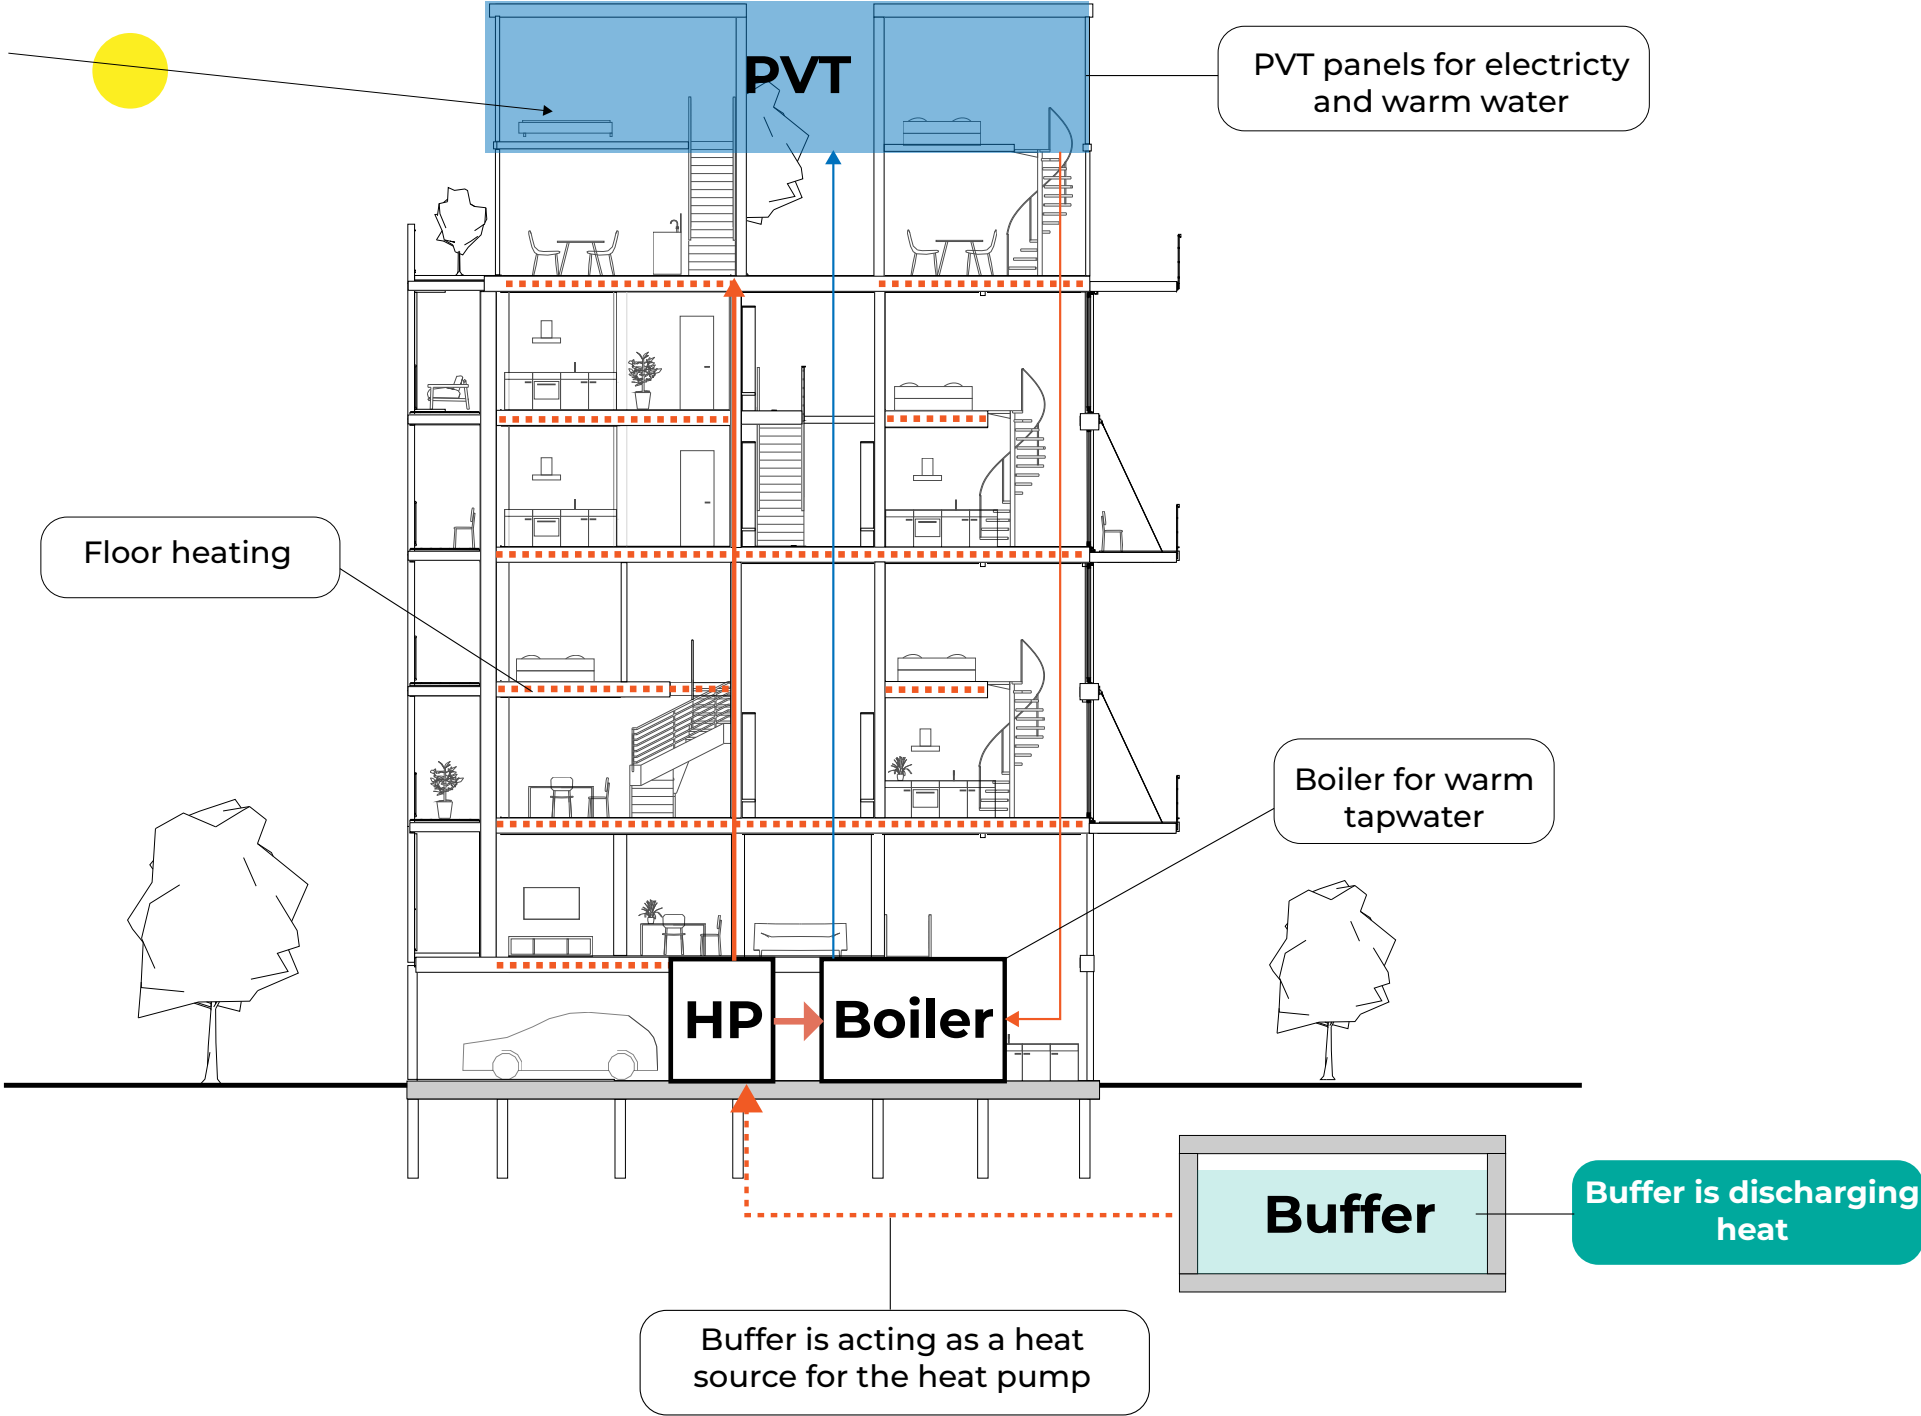 PVT
PVT panels for electricty
and warm water
Floor heating
Boiler for warm
tapwater
HP
Boiler
Buffer
Buffer is discharging
heat
Buffer is acting as a heat
source for the heat pump